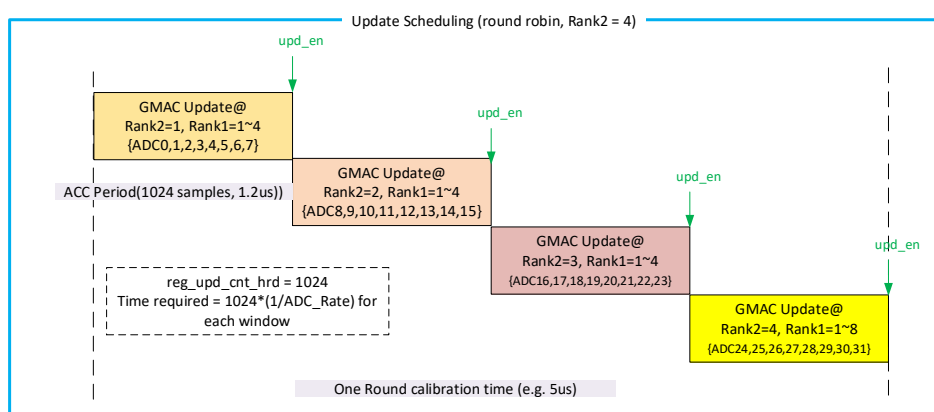 Update Scheduling (round robin, Rank2 = 4)
upd_en
GMAC Update@
Rank2=1, Rank1=1~4
{ADC0,1,2,3,4,5,6,7}
upd_en
ACC Period(1024 samples, 1.2us))
GMAC Update@
Rank2=2, Rank1=1~4
{ADC8,9,10,11,12,13,14,15}
upd_en
GMAC Update@
Rank2=3, Rank1=1~4
{ADC16,17,18,19,20,21,22,23}
upd_en
reg_upd_cnt_hrd = 1024
Time required = 1024*(1/ADC_Rate) for
each window
GMAC Update@
Rank2=4, Rank1=1~8
{ADC24,25,26,27,28,29,30,31}
One Round calibration time (e.g. 5us)